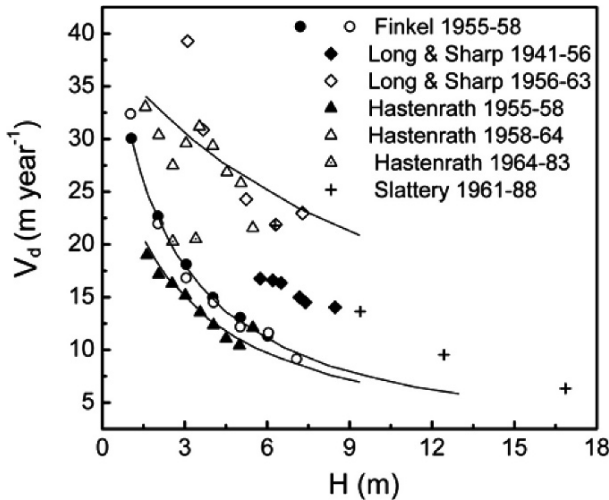 Finkel 1955-58
Long & Sharp 1941-56
Long & Sharp 1956-63
Hastenrath 1955-58
Hastenrath 1958-64
Hastenrath 1964-83
Slattery 1961-88
V_d (m year⁻¹)
40
35
30
25
20
15
10
5
0 3 6 9 12 15 18
H (m)